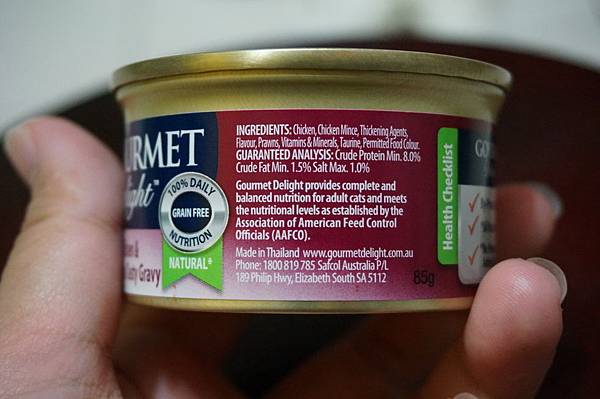 URMET
ight™
100% DAILY
GRAIN FREE
NUTRITION
NATURAL*
&
Tasty Gravy
INGREDIENTS: Chicken, Chicken Mince, Thickening Agents,
Flavour, Prawns, Vitamins & Minerals, Taurine, Permitted Food Colour.
GUARANTEED ANALYSIS: Crude Protein Min. 8.0%
Crude Fat Min. 1.5% Salt Max. 1.0%
Gourmet Delight provides complete and
balanced nutrition for adult cats and meets
the nutritional levels as established by the
Association of American Feed Control
Officials (AAFCO).
Made in Thailand www.gourmetdelight.com.au
Phone: 1800 819 785 Safcol Australia P/L
189 Philip Hwy, Elizabeth South SA 5112
85g
Health Checklist
GO